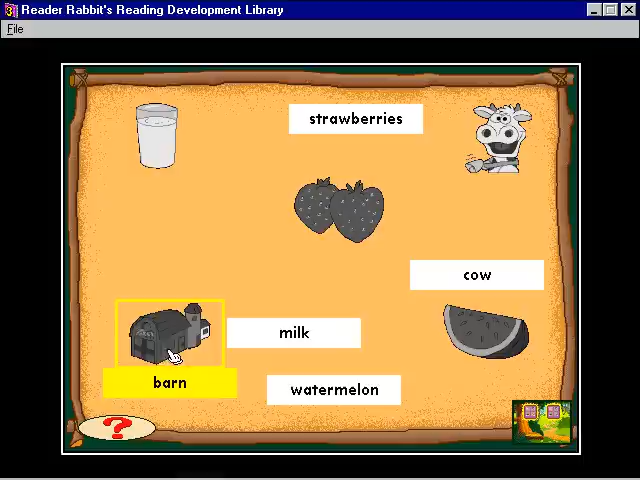 Reader Rabbit's Reading Development Library
File
strawberries
cow
milk
barn
watermelon
?